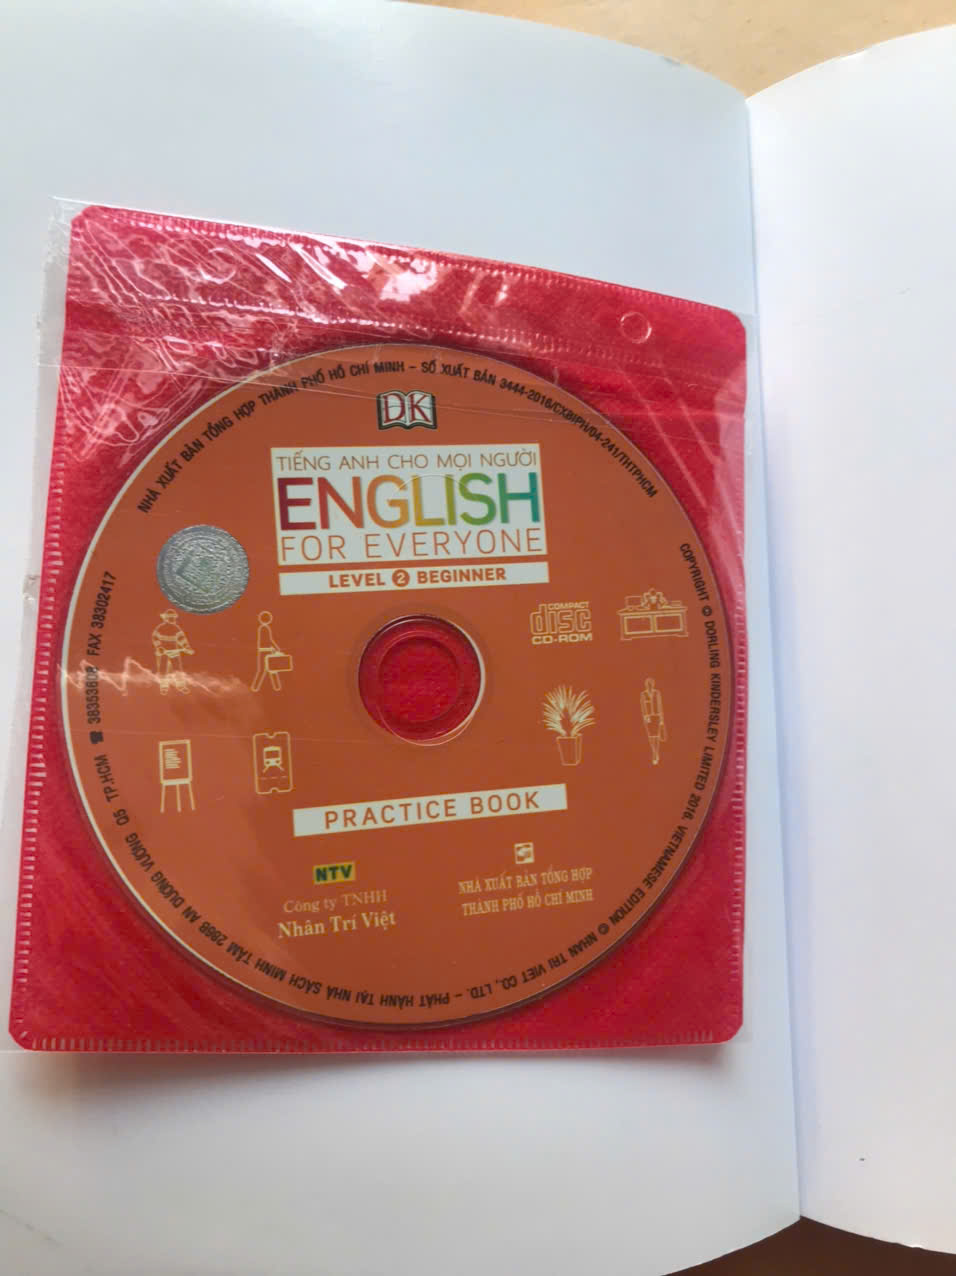 NHÀ XUẤT BẢN TỔNG HỢP THÀNH PHỐ HỒ CHÍ MINH – SỐ XUẤT BẢN 3444-2016/CXBIPH/04-241/THTPHCM
DK
TIẾNG ANH CHO MỌI NGƯỜI
ENGLISH
FOR EVERYONE
LEVEL 2 BEGINNER
COMPACT
disc
CD-ROM
PRACTICE BOOK
NTV
Công ty TNHH
Nhân Trí Việt
NHÀ XUẤT BẢN TỔNG HỢP
THÀNH PHỐ HỒ CHÍ MINH
COPYRIGHT © DORLING KINDERSLEY LIMITED 2016. VIETNAMESE EDITION © NHAN TRI VIET CO., LTD. – PHÁT HÀNH TẠI NHÀ SÁCH MINH TÂM 286B AN DƯƠNG VƯƠNG Q5 TP.HCM ☎ 38353608 FAX 38302417